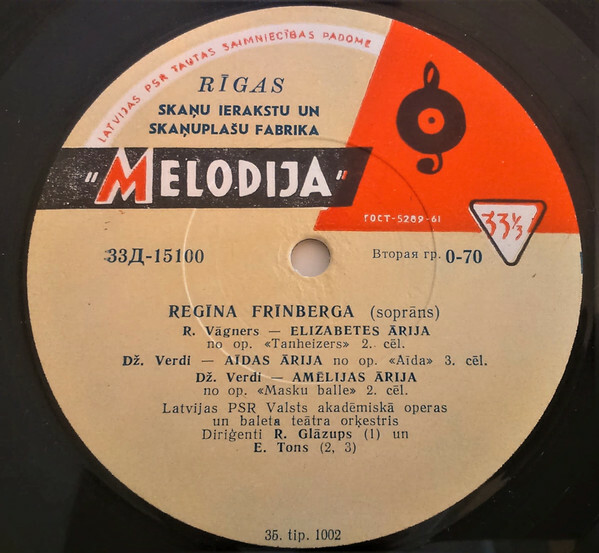 LATVIJAS PSR TAUTAS SAIMNIECĪBAS PADOME
RĪGAS
SKAŅU IERAKSTU UN
SKAŅUPLAŠU FABRIKA
"MELODIJA"
ГОСТ-5289-61
33⅓
33Д-15100
Вторая гр. 0-70
REGĪNA FRĪNBERGA (soprāns)
R. Vāgners — ELIZABETES ĀRIJA
no op. «Tanheizers» 2. cēl.
Dž. Verdi — AĪDAS ĀRIJA no op. «Aīda» 3. cēl.
Dž. Verdi — AMĒLIJAS ĀRIJA
no op. «Masku balle» 2. cēl.
Latvijas PSR Valsts akadēmiskā operas
un baleta teātra orķestris
Diriģenti R. Glāzups (1) un
E. Tons (2, 3)
35. tip. 1002